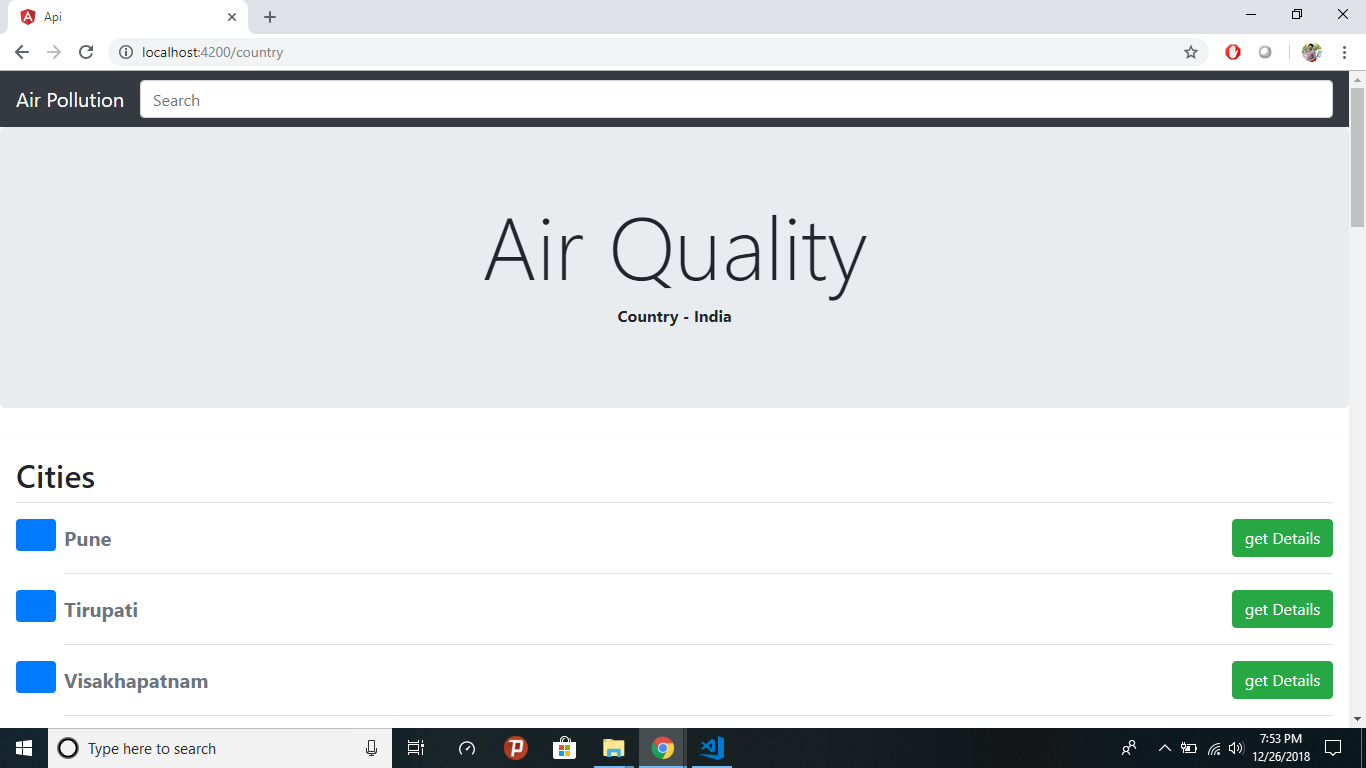 Api
localhost:4200/country
Air Pollution
Search
Air Quality
Country - India
Cities
Pune
get Details
Tirupati
get Details
Visakhapatnam
get Details
Type here to search
7:53 PM
12/26/2018